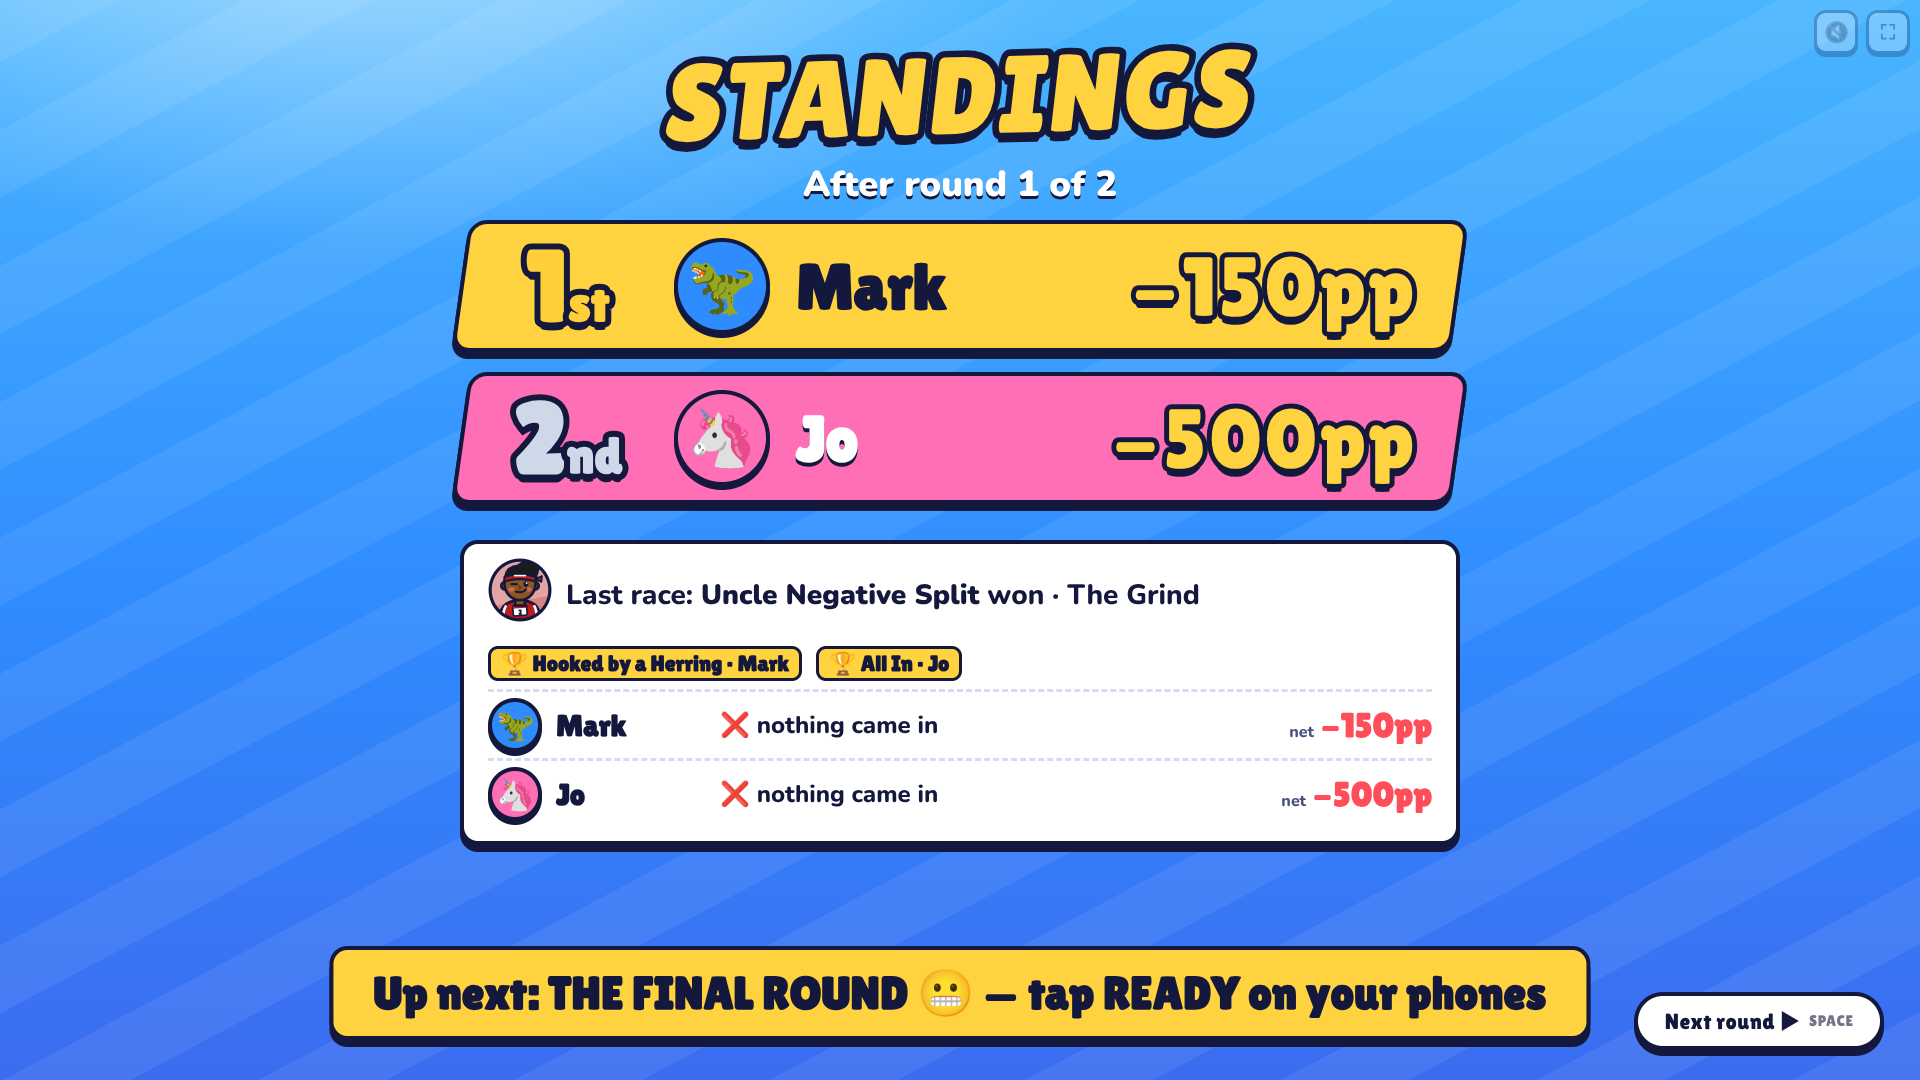 STANDINGS
After round 1 of 2
1st Mark –150pp
2nd Jo –500pp
Last race: Uncle Negative Split won · The Grind
🏆 Hooked by a Herring · Mark 🏆 All In · Jo
Mark ❌ nothing came in net –150pp
Jo ❌ nothing came in net –500pp
Up next: THE FINAL ROUND 😬 — tap READY on your phones
Next round ▶ SPACE